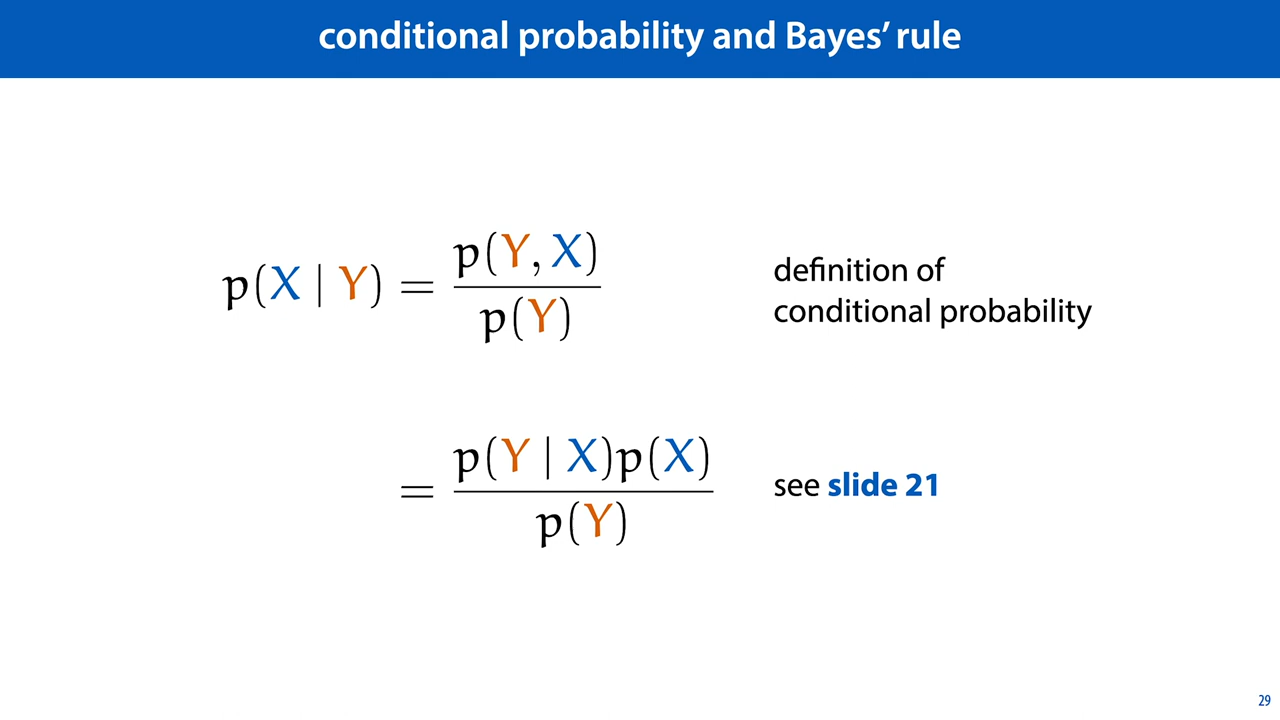 conditional probability and Bayes’ rule
p(X | Y) = p(Y, X) / p(Y)
definition of
conditional probability
= p(Y | X)p(X) / p(Y)
see slide 21
29